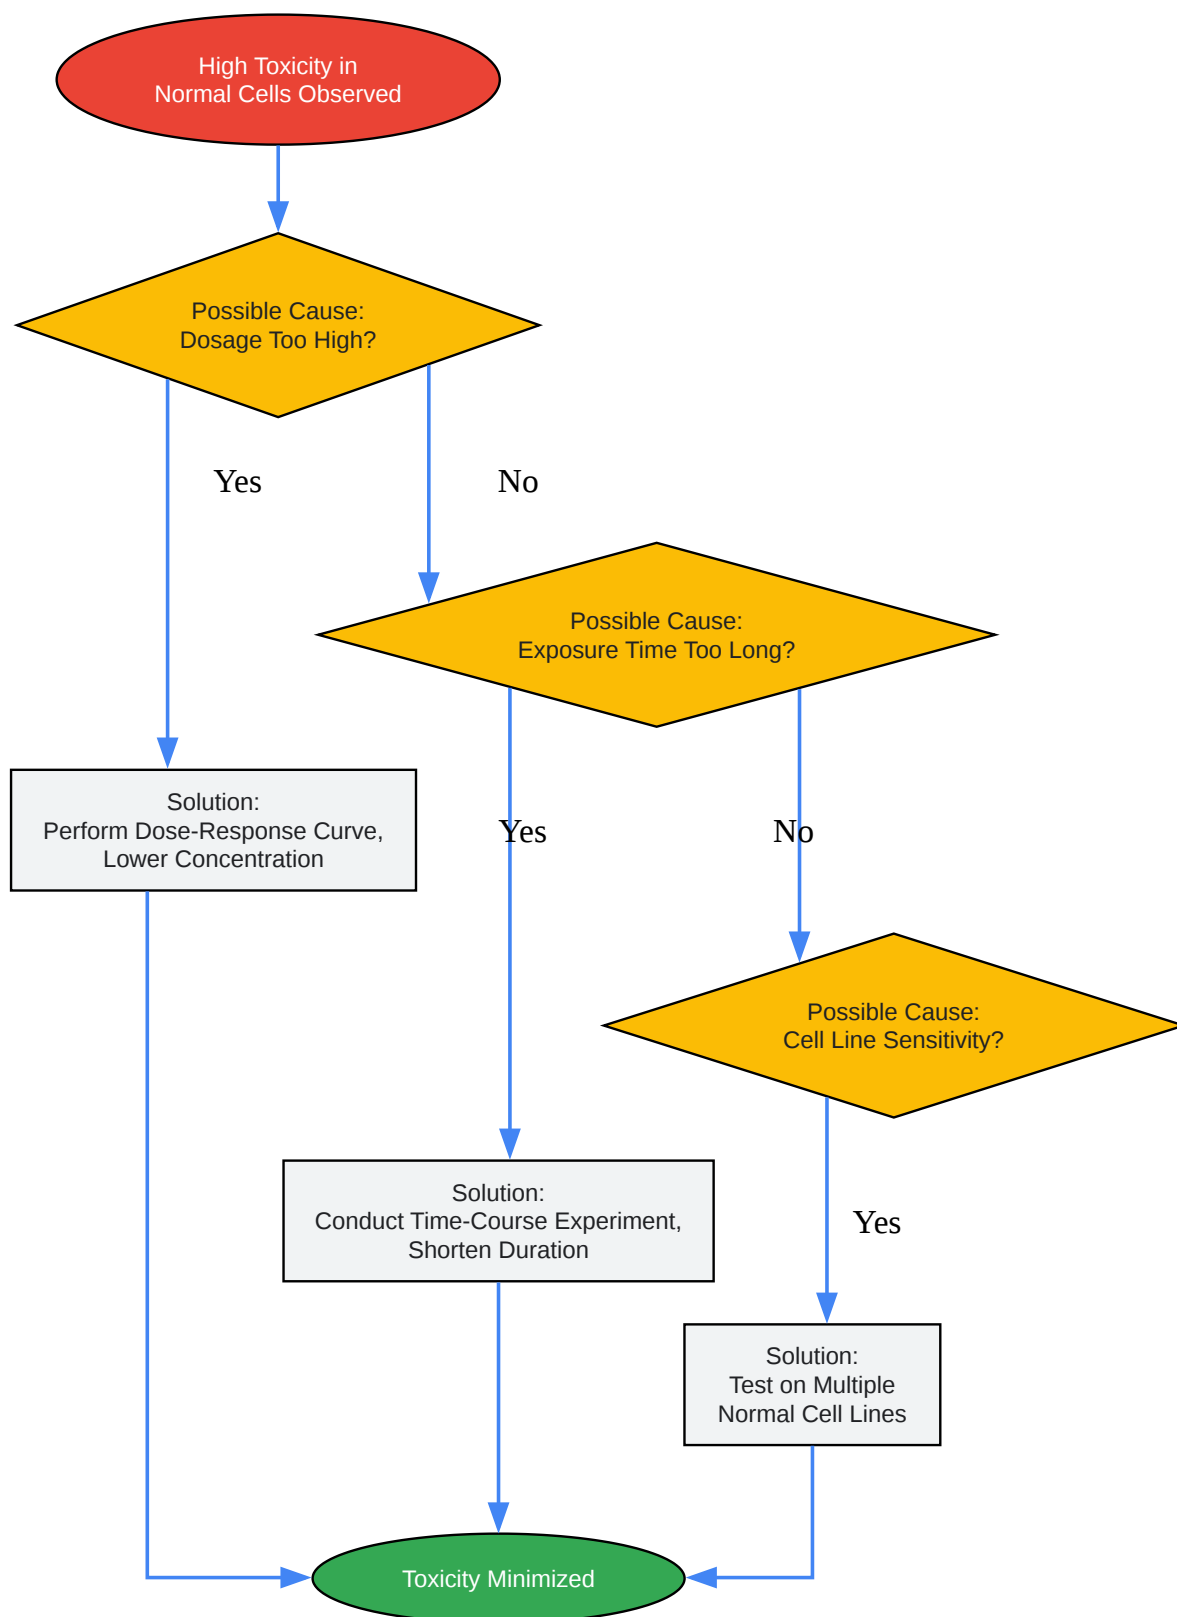 High Toxicity in
Normal Cells Observed
Possible Cause:
Dosage Too High?
Yes
No
Possible Cause:
Exposure Time Too Long?
Solution:
Perform Dose-Response Curve,
Lower Concentration
Yes
No
Possible Cause:
Cell Line Sensitivity?
Solution:
Conduct Time-Course Experiment,
Shorten Duration
Yes
Solution:
Test on Multiple
Normal Cell Lines
Toxicity Minimized